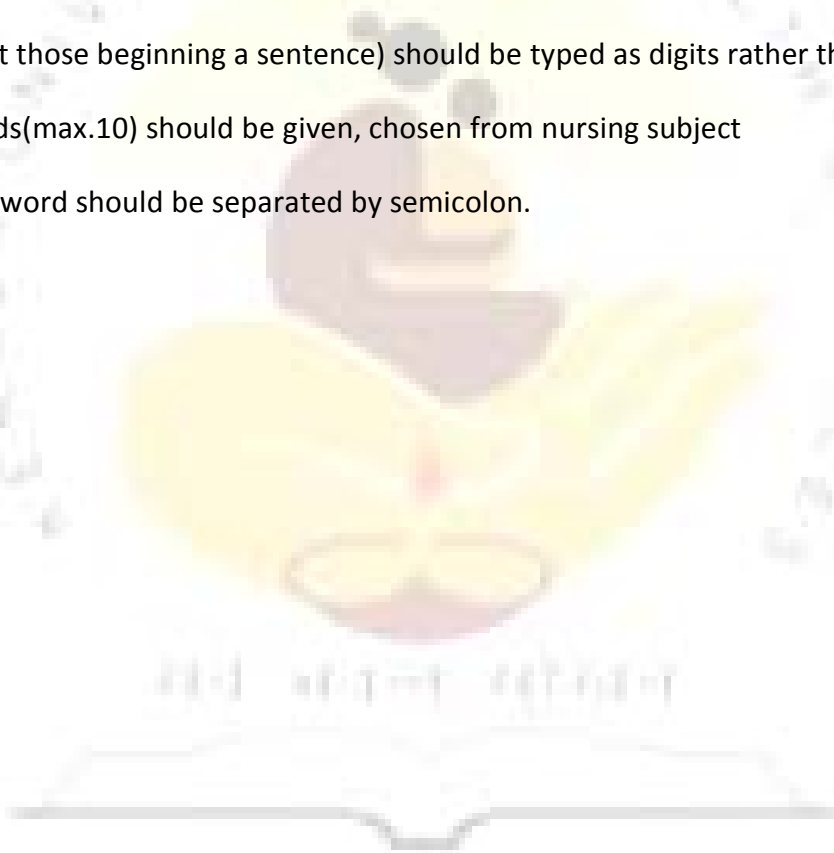 t those beginning a sentence) should be typed as digits rather th
ds(max.10) should be given, chosen from nursing subject
word should be separated by semicolon.